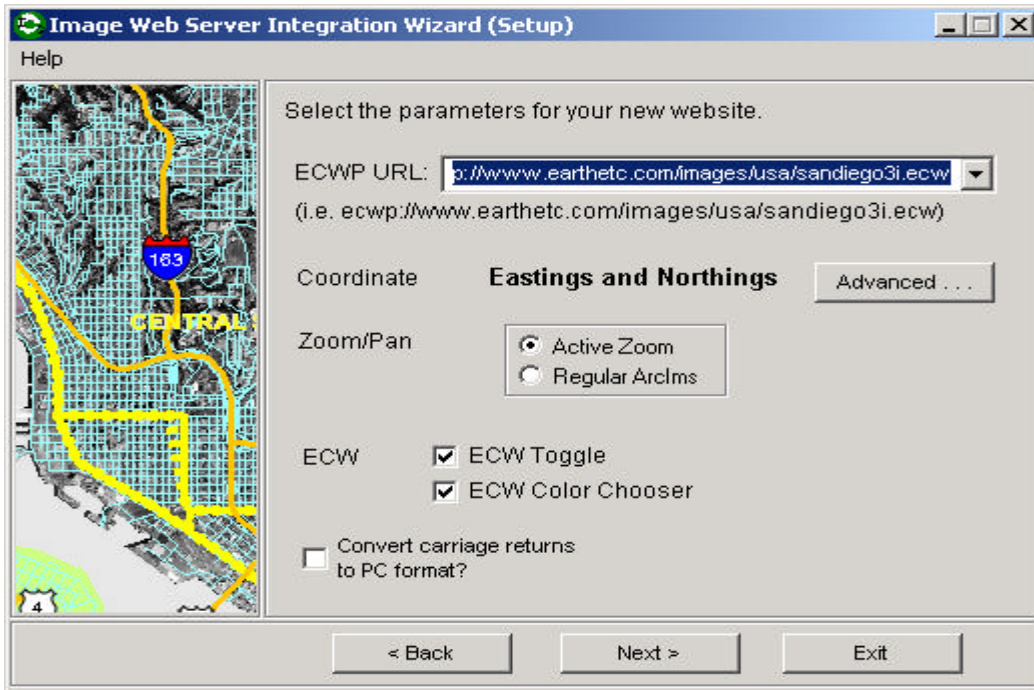 Image Web Server Integration Wizard (Setup)
Help
Select the parameters for your new website.
ECWP URL: p://www.earthetc.com/images/usa/sandiego3i.ecw
(i.e. ecwp://www.earthetc.com/images/usa/sandiego3i.ecw)
Coordinate Eastings and Northings Advanced . . .
Zoom/Pan
Active Zoom
Regular ArcIms
ECW
ECW Toggle
ECW Color Chooser
Convert carriage returns
to PC format?
163
CENTRAL S
4
< Back Next > Exit